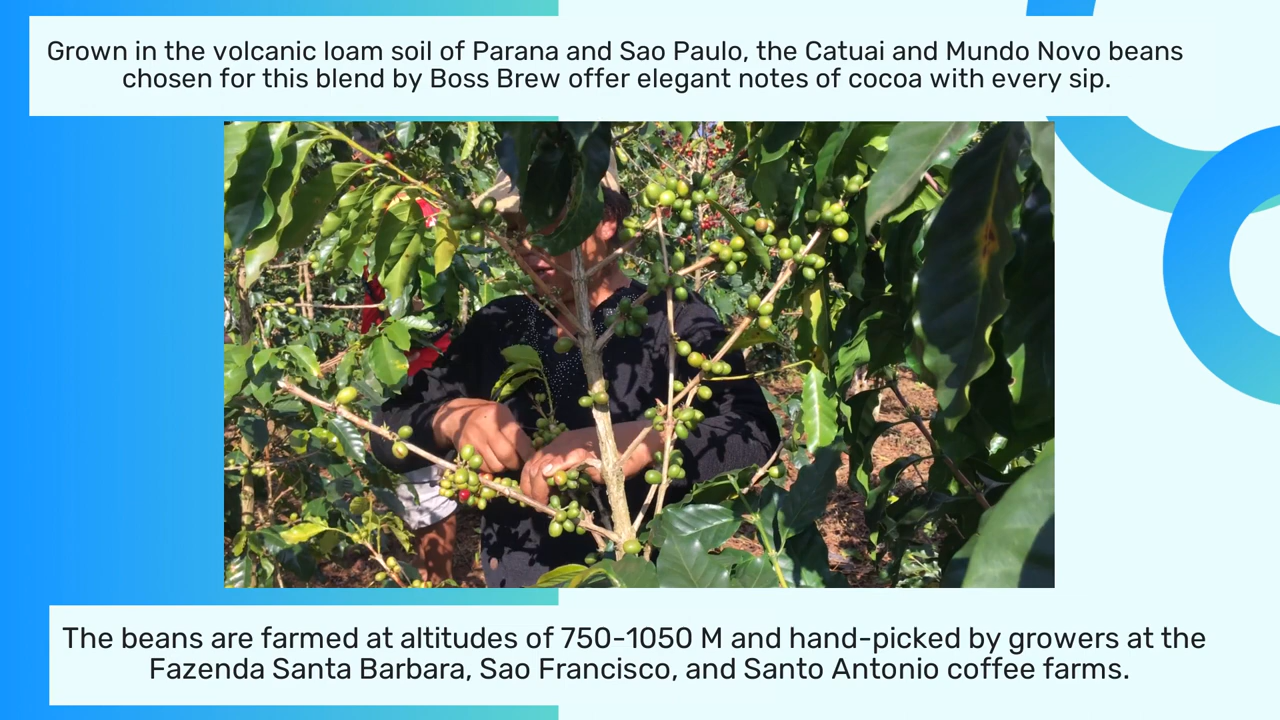 Grown in the volcanic loam soil of Parana and Sao Paulo, the Catuai and Mundo Novo beans
chosen for this blend by Boss Brew offer elegant notes of cocoa with every sip.
The beans are farmed at altitudes of 750-1050 M and hand-picked by growers at the
Fazenda Santa Barbara, Sao Francisco, and Santo Antonio coffee farms.